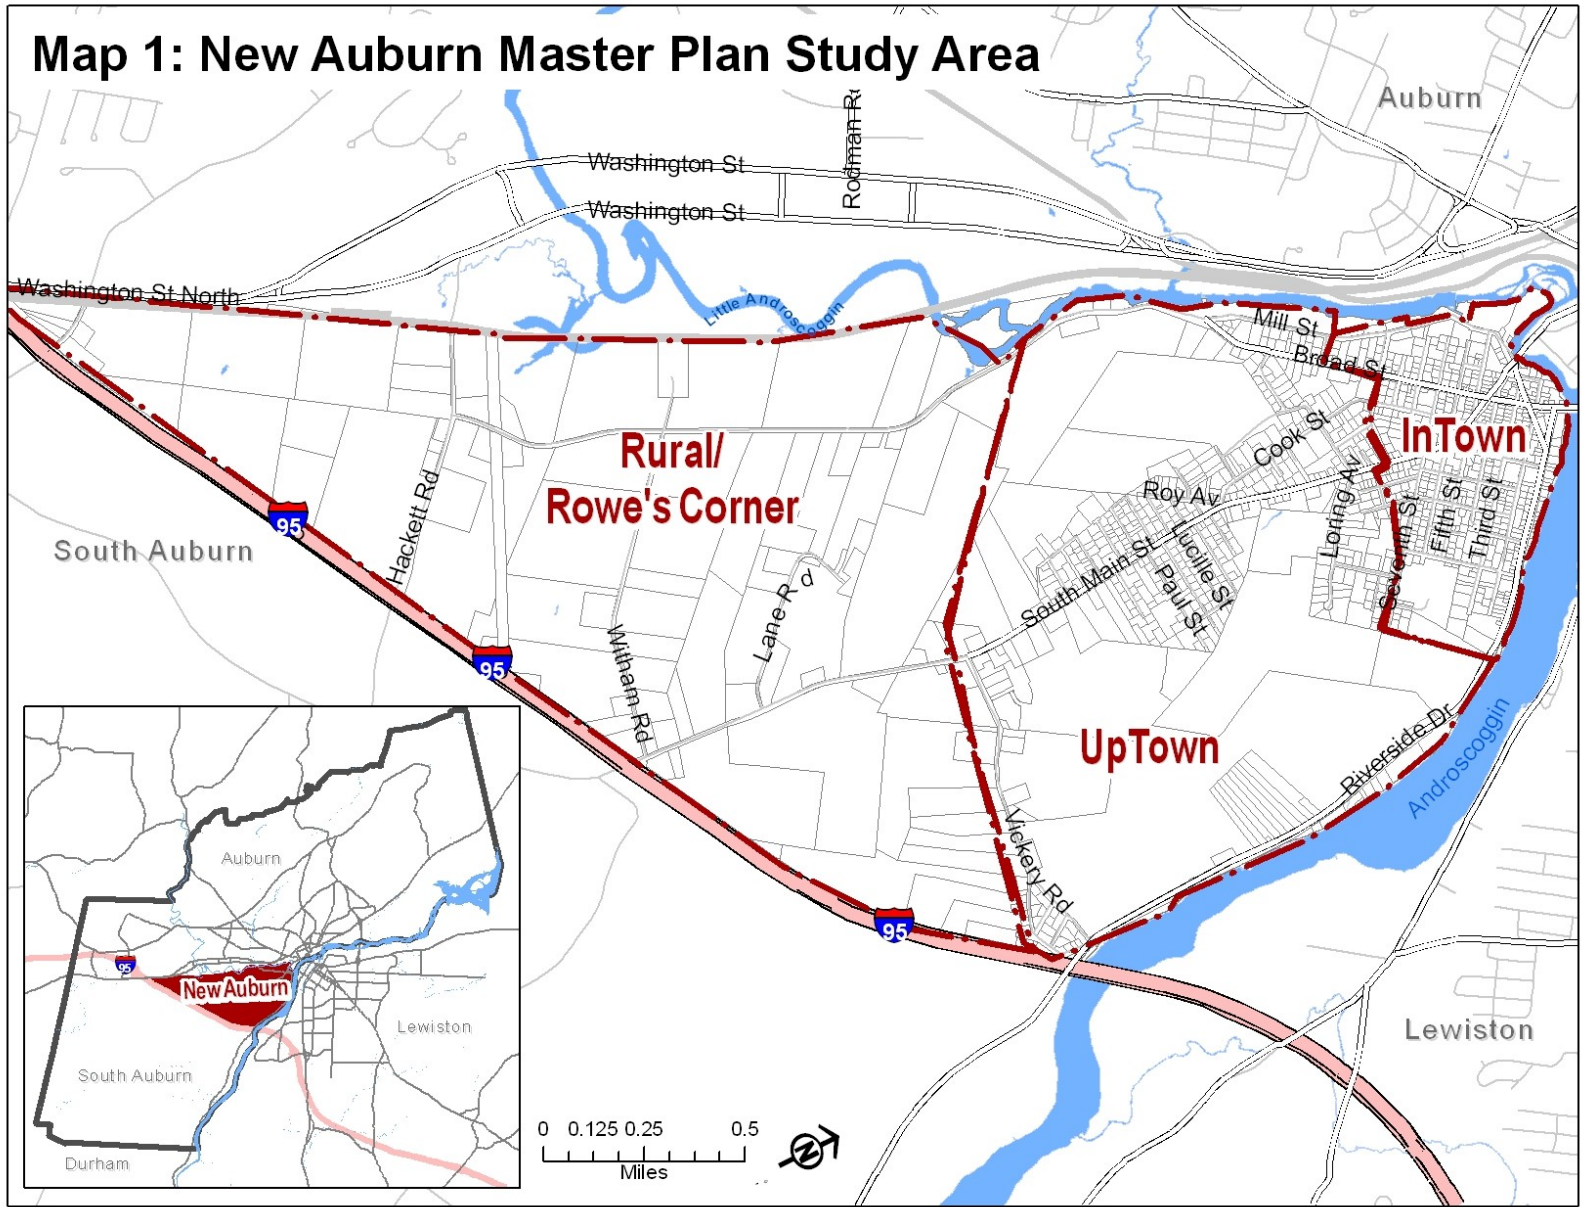 Map 1: New Auburn Master Plan Study Area
Auburn
Rodman R
Washington St
Washington St
Washington St North
Little Androscoggin
Mill St
Broad St
InTown
Cook St
Rural/
Rowe's Corner
Roy Av
Loring Av
Fifth St
Third St
Seventh St
Hackett Rd
95
South Auburn
Lucille St
South Main St
Paul St
Lane R d
Witham Rd
95
UpTown
Riverside Dr
Androscoggin
Vickery Rd
95
Lewiston
Auburn
95
New Auburn
Lewiston
South Auburn
Durham
0 0.125 0.25 0.5
Miles
N